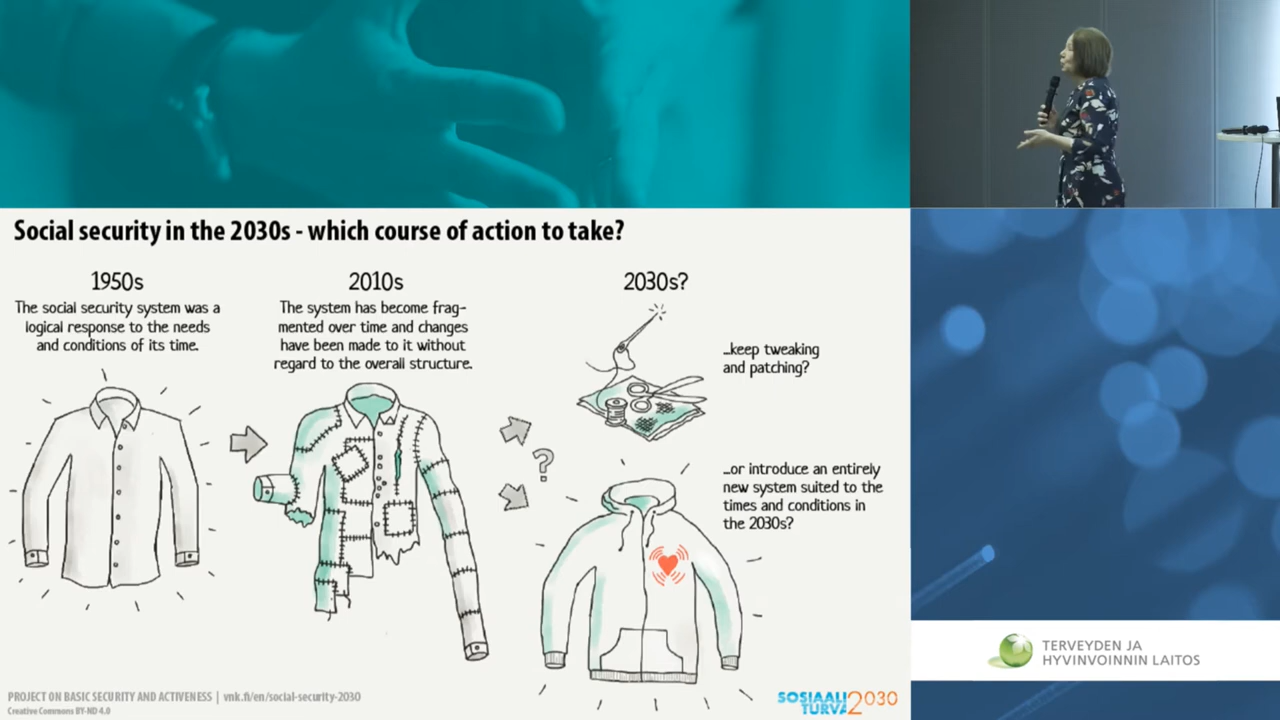 Social security in the 2030s - which course of action to take?
1950s
The social security system was a
logical response to the needs
and conditions of its time.
2010s
The system has become frag-
mented over time and changes
have been made to it without
regard to the overall structure.
2030s?
...keep tweaking
and patching?
?
...or introduce an entirely
new system suited to the
times and conditions in
the 2030s?
PROJECT ON BASIC SECURITY AND ACTIVENESS | vnk.fi/en/social-security-2030
Creative Commons BY-ND 4.0
SOSIAALI
TURVA2030
TERVEYDEN JA
HYVINVOINNIN LAITOS